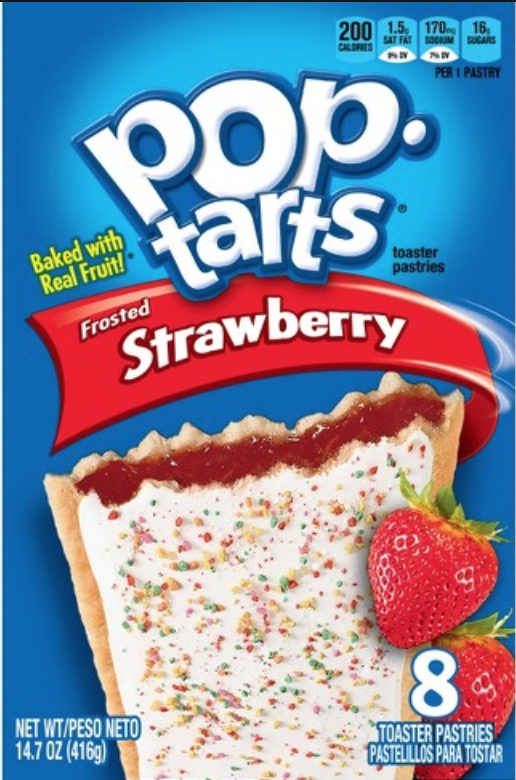 200 CALORIES
1.5g SAT FAT 8% DV
170mg SODIUM 7% DV
16g SUGARS
PER 1 PASTRY
pop.
tarts®
toaster
pastries
Baked with
Real Fruit!
Frosted
Strawberry
8
TOASTER PASTRIES
PASTELILLOS PARA TOSTAR
NET WT/PESO NETO
14.7 OZ (416g)